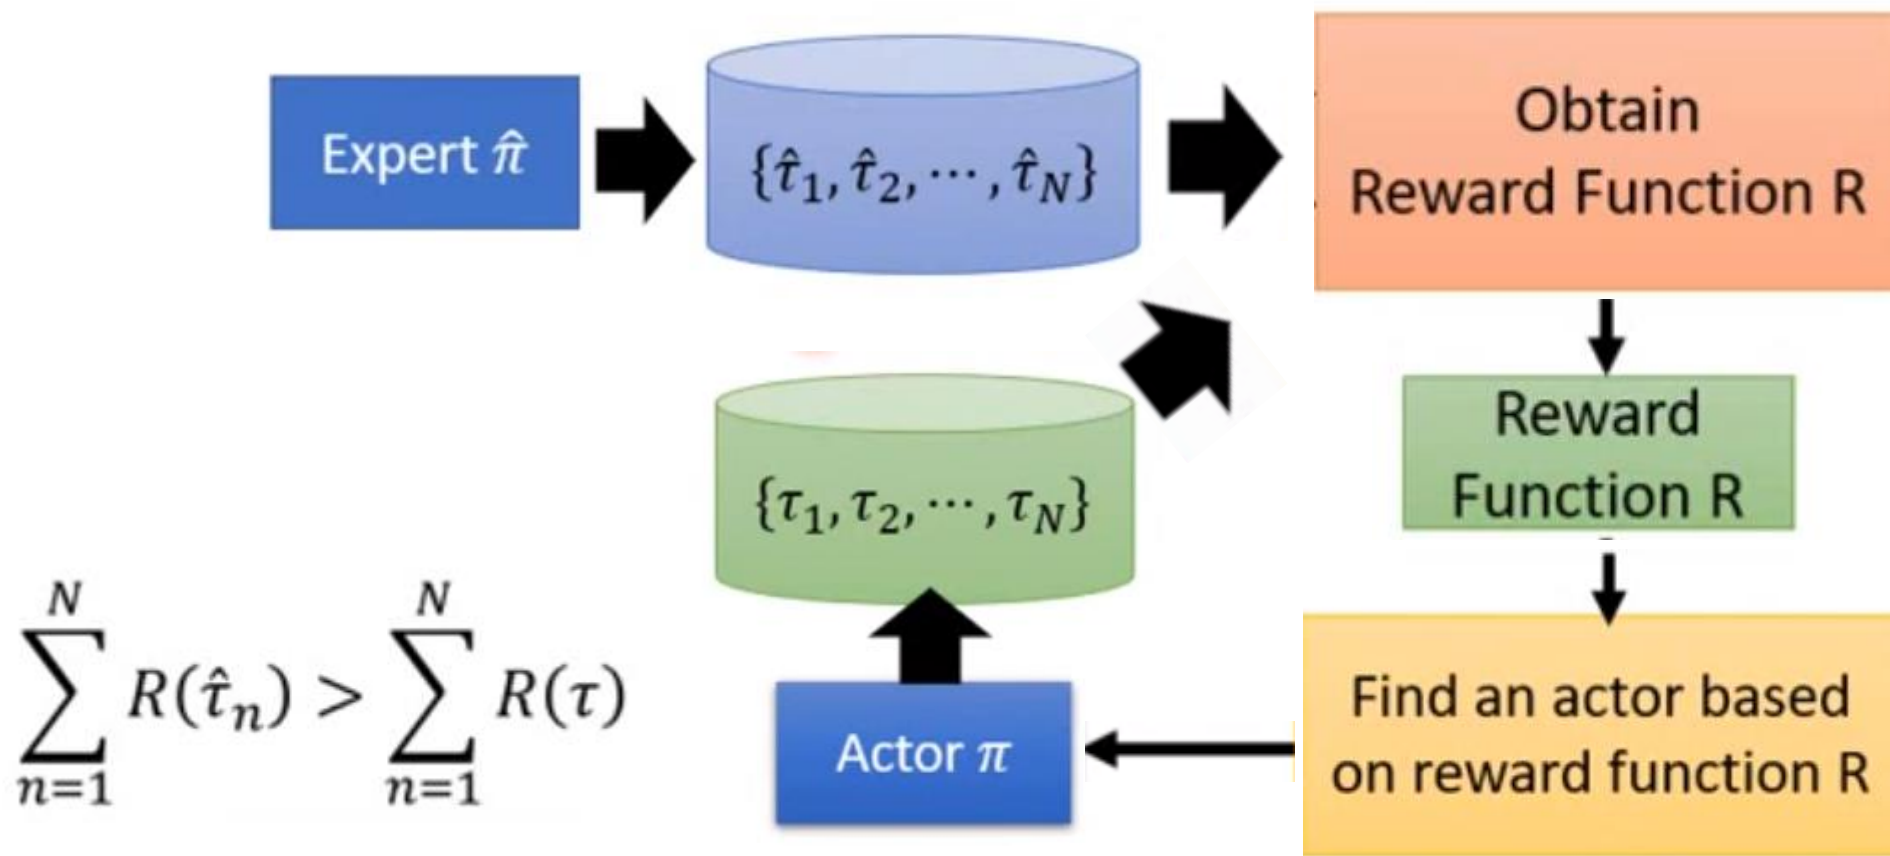 Expert π̂
{τ̂₁, τ̂₂, ⋯, τ̂_N}
Obtain
Reward Function R
Reward
Function R
{τ₁, τ₂, ⋯, τ_N}
∑_{n=1}^{N} R(τ̂_n) > ∑_{n=1}^{N} R(τ)
Actor π
Find an actor based
on reward function R